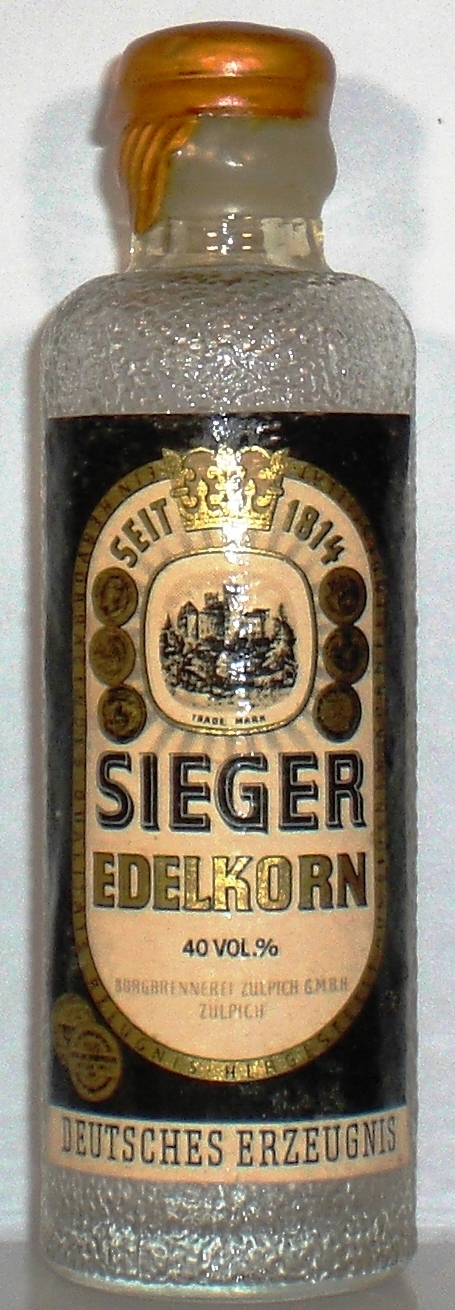 SEIT 1814
TRADE MARK
SIEGER
EDELKORN
40 VOL.%
BURGBRENNEREI ZÜLPICH G.M.B.H.
ZÜLPICH
DEUTSCHES ERZEUGNIS